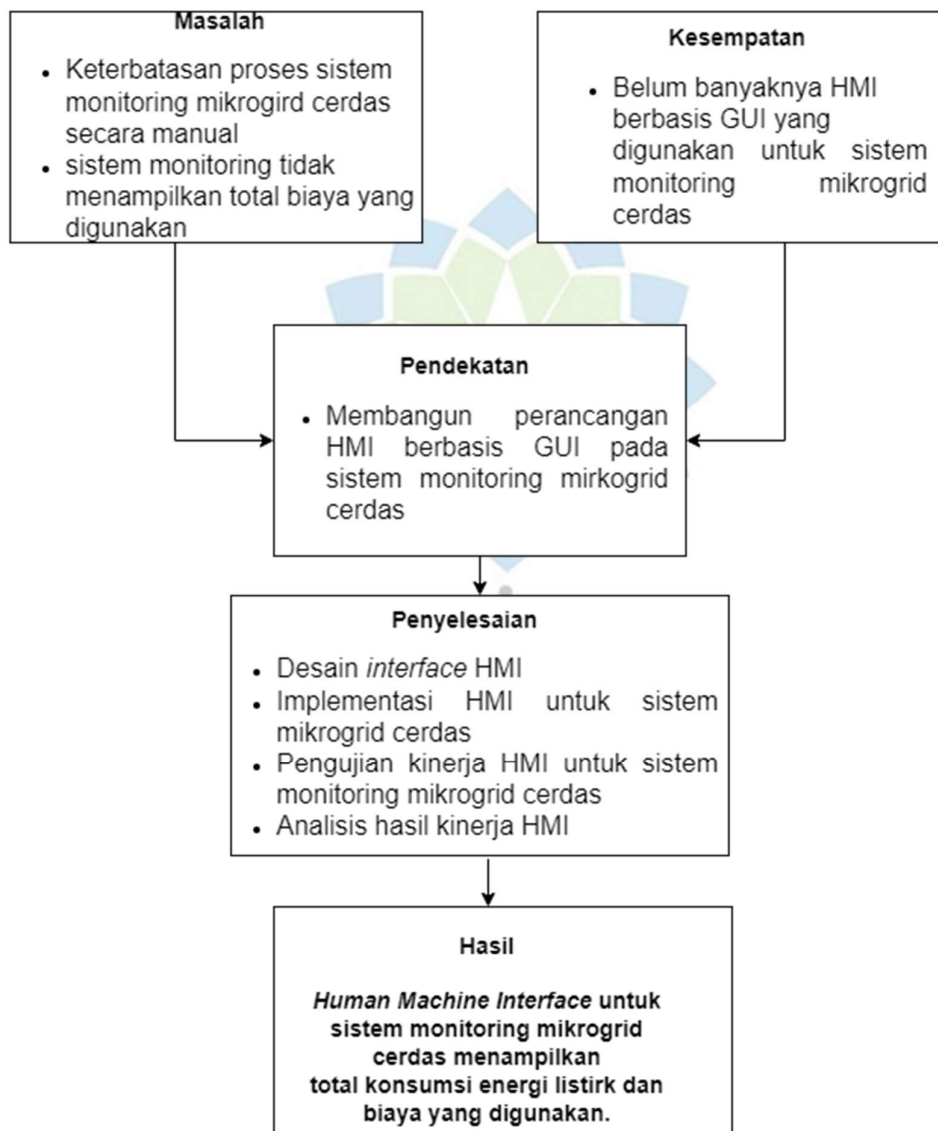 Masalah
• Keterbatasan proses sistem
monitoring mikrogird cerdas
secara manual
• sistem monitoring tidak
menampilkan total biaya yang
digunakan
Kesempatan
• Belum banyaknya HMI
berbasis GUI yang
digunakan untuk sistem
monitoring mikrogrid
cerdas
Pendekatan
• Membangun perancangan
HMI berbasis GUI pada
sistem monitoring mirkogrid
cerdas
Penyelesaian
• Desain interface HMI
• Implementasi HMI untuk sistem
mikrogrid cerdas
• Pengujian kinerja HMI untuk sistem
monitoring mikrogrid cerdas
• Analisis hasil kinerja HMI
Hasil
Human Machine Interface untuk
sistem monitoring mikrogrid
cerdas menampilkan
total konsumsi energi listirk dan
biaya yang digunakan.